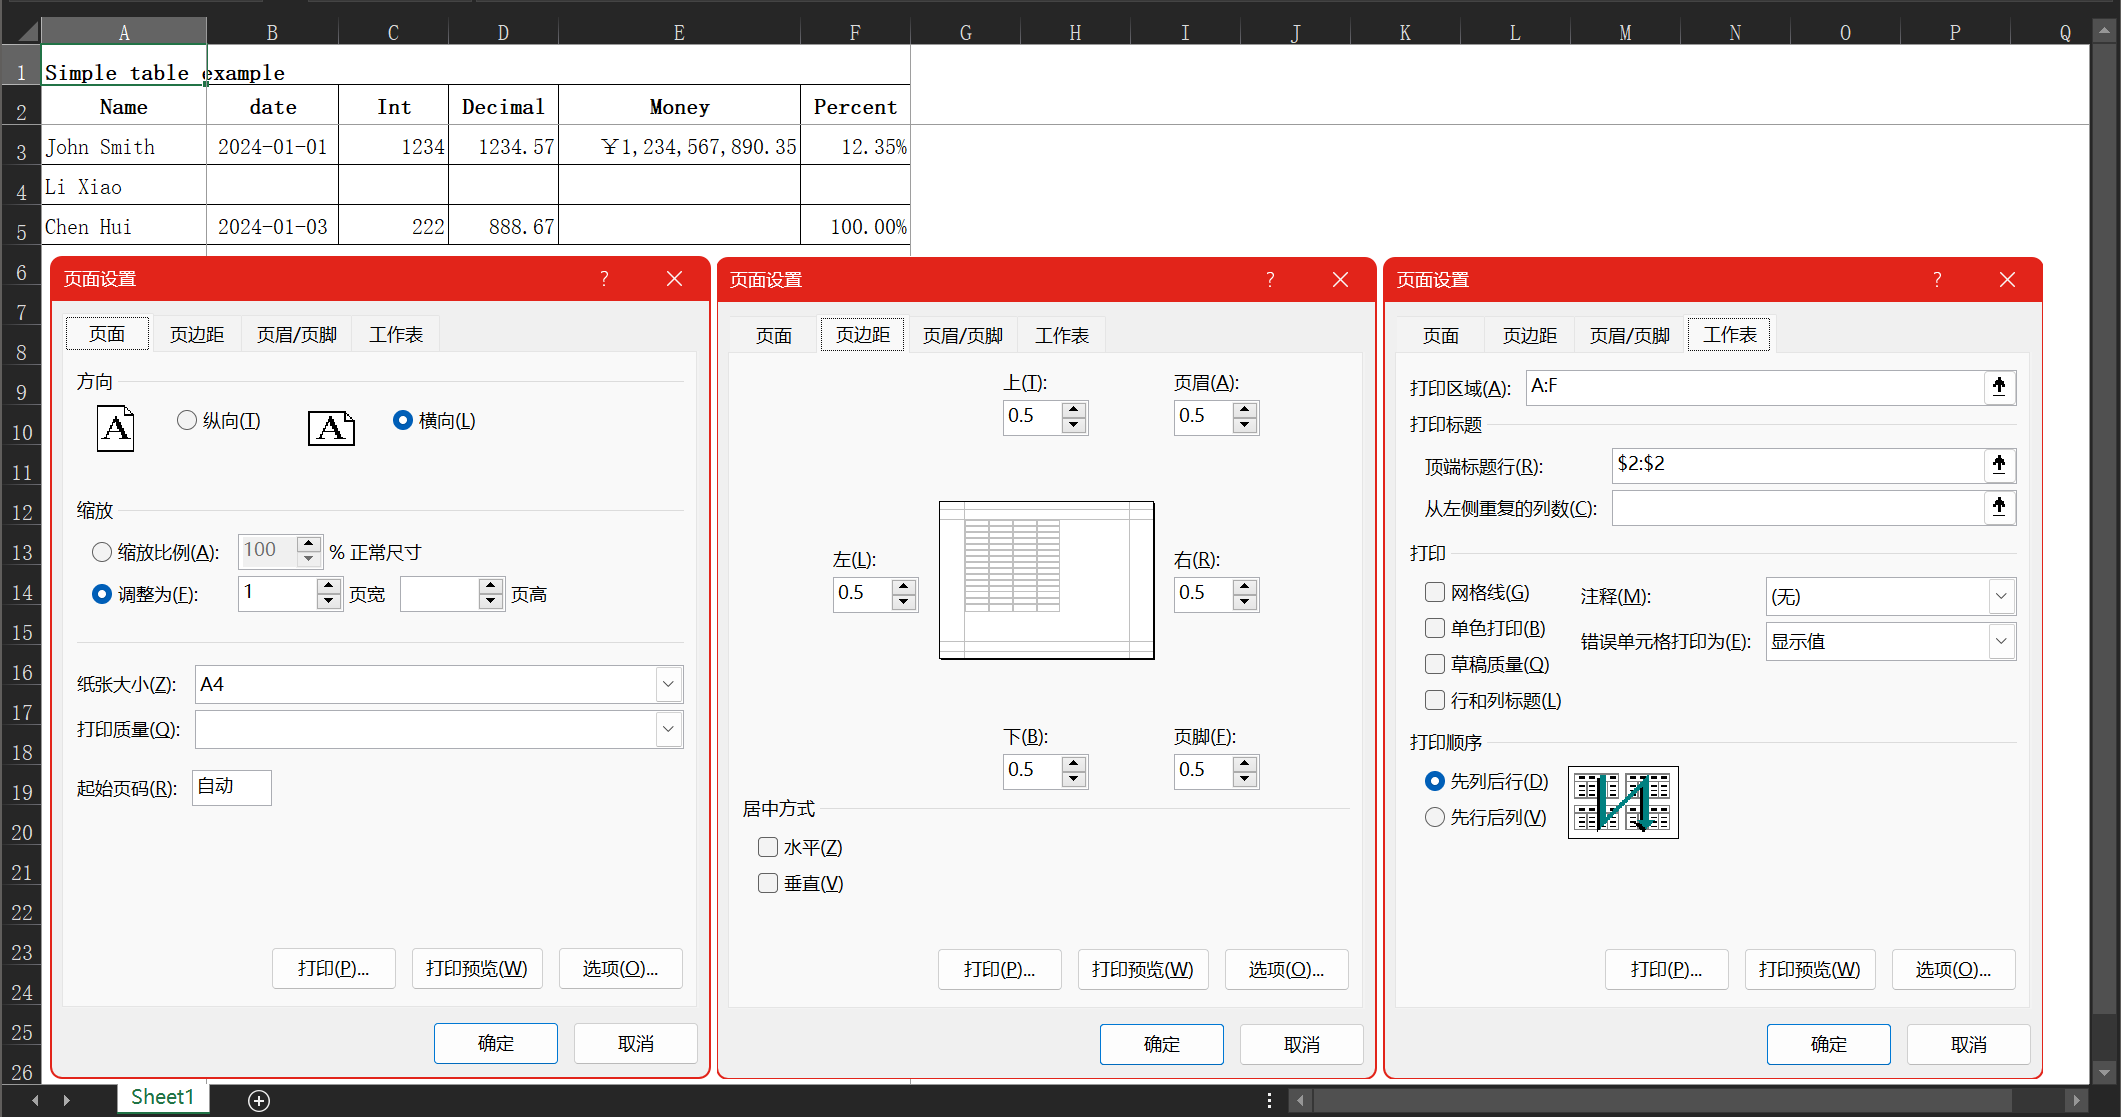 A B C D E F G H I J K L M N O P Q
1 Simple table example
2 Name date Int Decimal Money Percent
3 John Smith 2024-01-01 1234 1234.57 ￥1,234,567,890.35 12.35%
4 Li Xiao
5 Chen Hui 2024-01-03 222 888.67 100.00%
6
7
8
9
10
11
12
13
14
15
16
17
18
19
20
21
22
23
24
25
26
页面设置 ?
页面 页边距 页眉/页脚 工作表
方向
A 纵向(T) A 横向(L)
缩放
缩放比例(A): 100 % 正常尺寸
调整为(F): 1 页宽 页高
纸张大小(Z): A4
打印质量(Q):
起始页码(R): 自动
打印(P)... 打印预览(W) 选项(O)...
确定 取消
页面设置 ?
页面 页边距 页眉/页脚 工作表
上(T): 页眉(A):
0.5 0.5
左(L): 右(R):
0.5 0.5
下(B): 页脚(F):
0.5 0.5
居中方式
水平(Z)
垂直(V)
打印(P)... 打印预览(W) 选项(O)...
确定 取消
页面设置 ?
页面 页边距 页眉/页脚 工作表
打印区域(A): A:F
打印标题
顶端标题行(R): $2:$2
从左侧重复的列数(C):
打印
网格线(G) 注释(M): (无)
单色打印(B) 错误单元格打印为(E): 显示值
草稿质量(Q)
行和列标题(L)
打印顺序
先列后行(D)
先行后列(V)
打印(P)... 打印预览(W) 选项(O)...
确定 取消
Sheet1